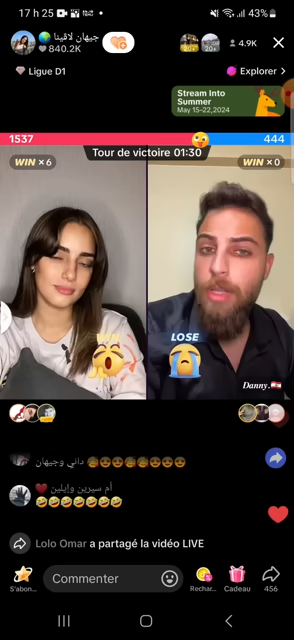 17 h 25
43%
جيهان لافينا 🌍
840.2K
20+
20+
4.9K
Ligue D1
Explorer >
Stream Into
Summer
May 15-22,2024
1537
444
WIN ×6
Tour de victoire 01:30
WIN ×0
LOSE
Danny.🇱🇧
داني وجيهان 🥰😍😍🥰🥰😍😍😍😍
أم سيرين وإيلين ❤️
🤣🤣🤣🤣🤣🤣🤣
Lolo Omar a partagé la vidéo LIVE
Commenter
S'abon...
Rechar...
Cadeau
456